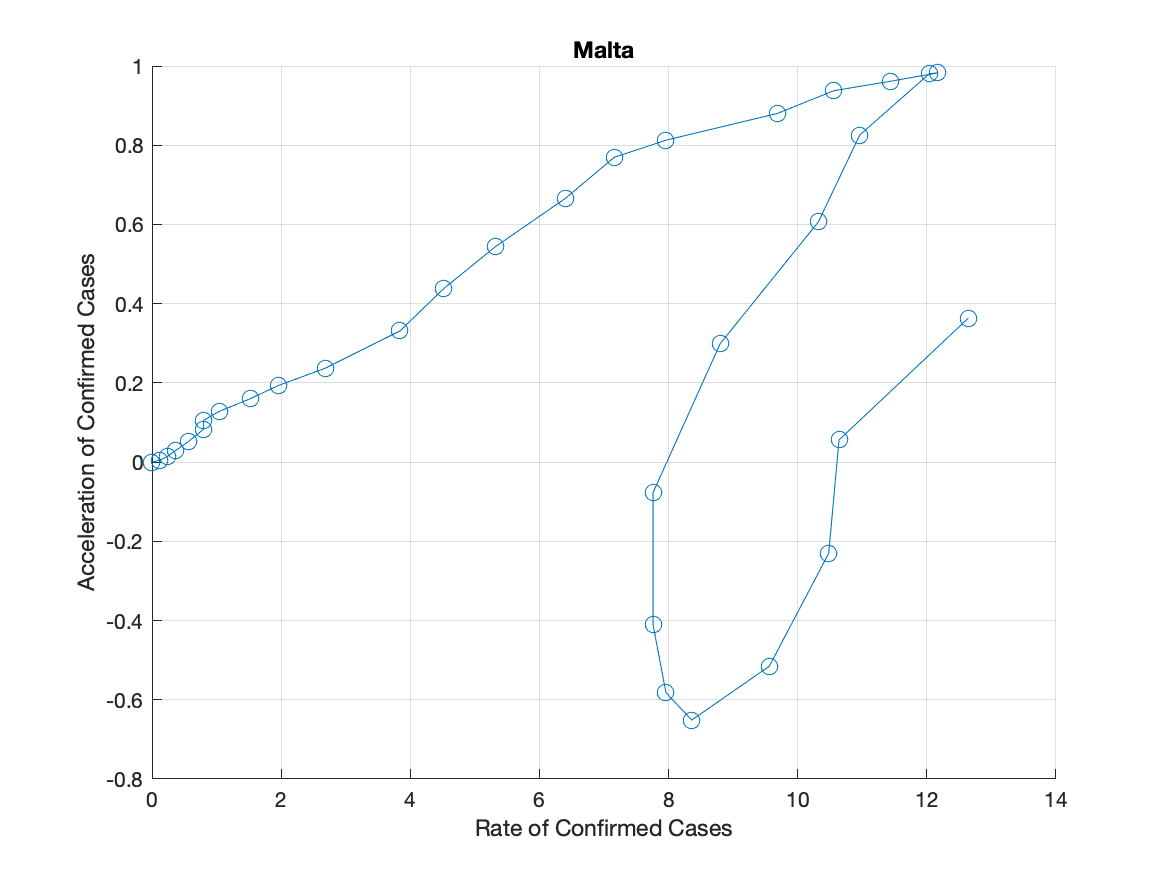 Malta
Acceleration of Confirmed Cases
1
0.8
0.6
0.4
0.2
0
-0.2
-0.4
-0.6
-0.8
0 2 4 6 8 10 12 14
Rate of Confirmed Cases